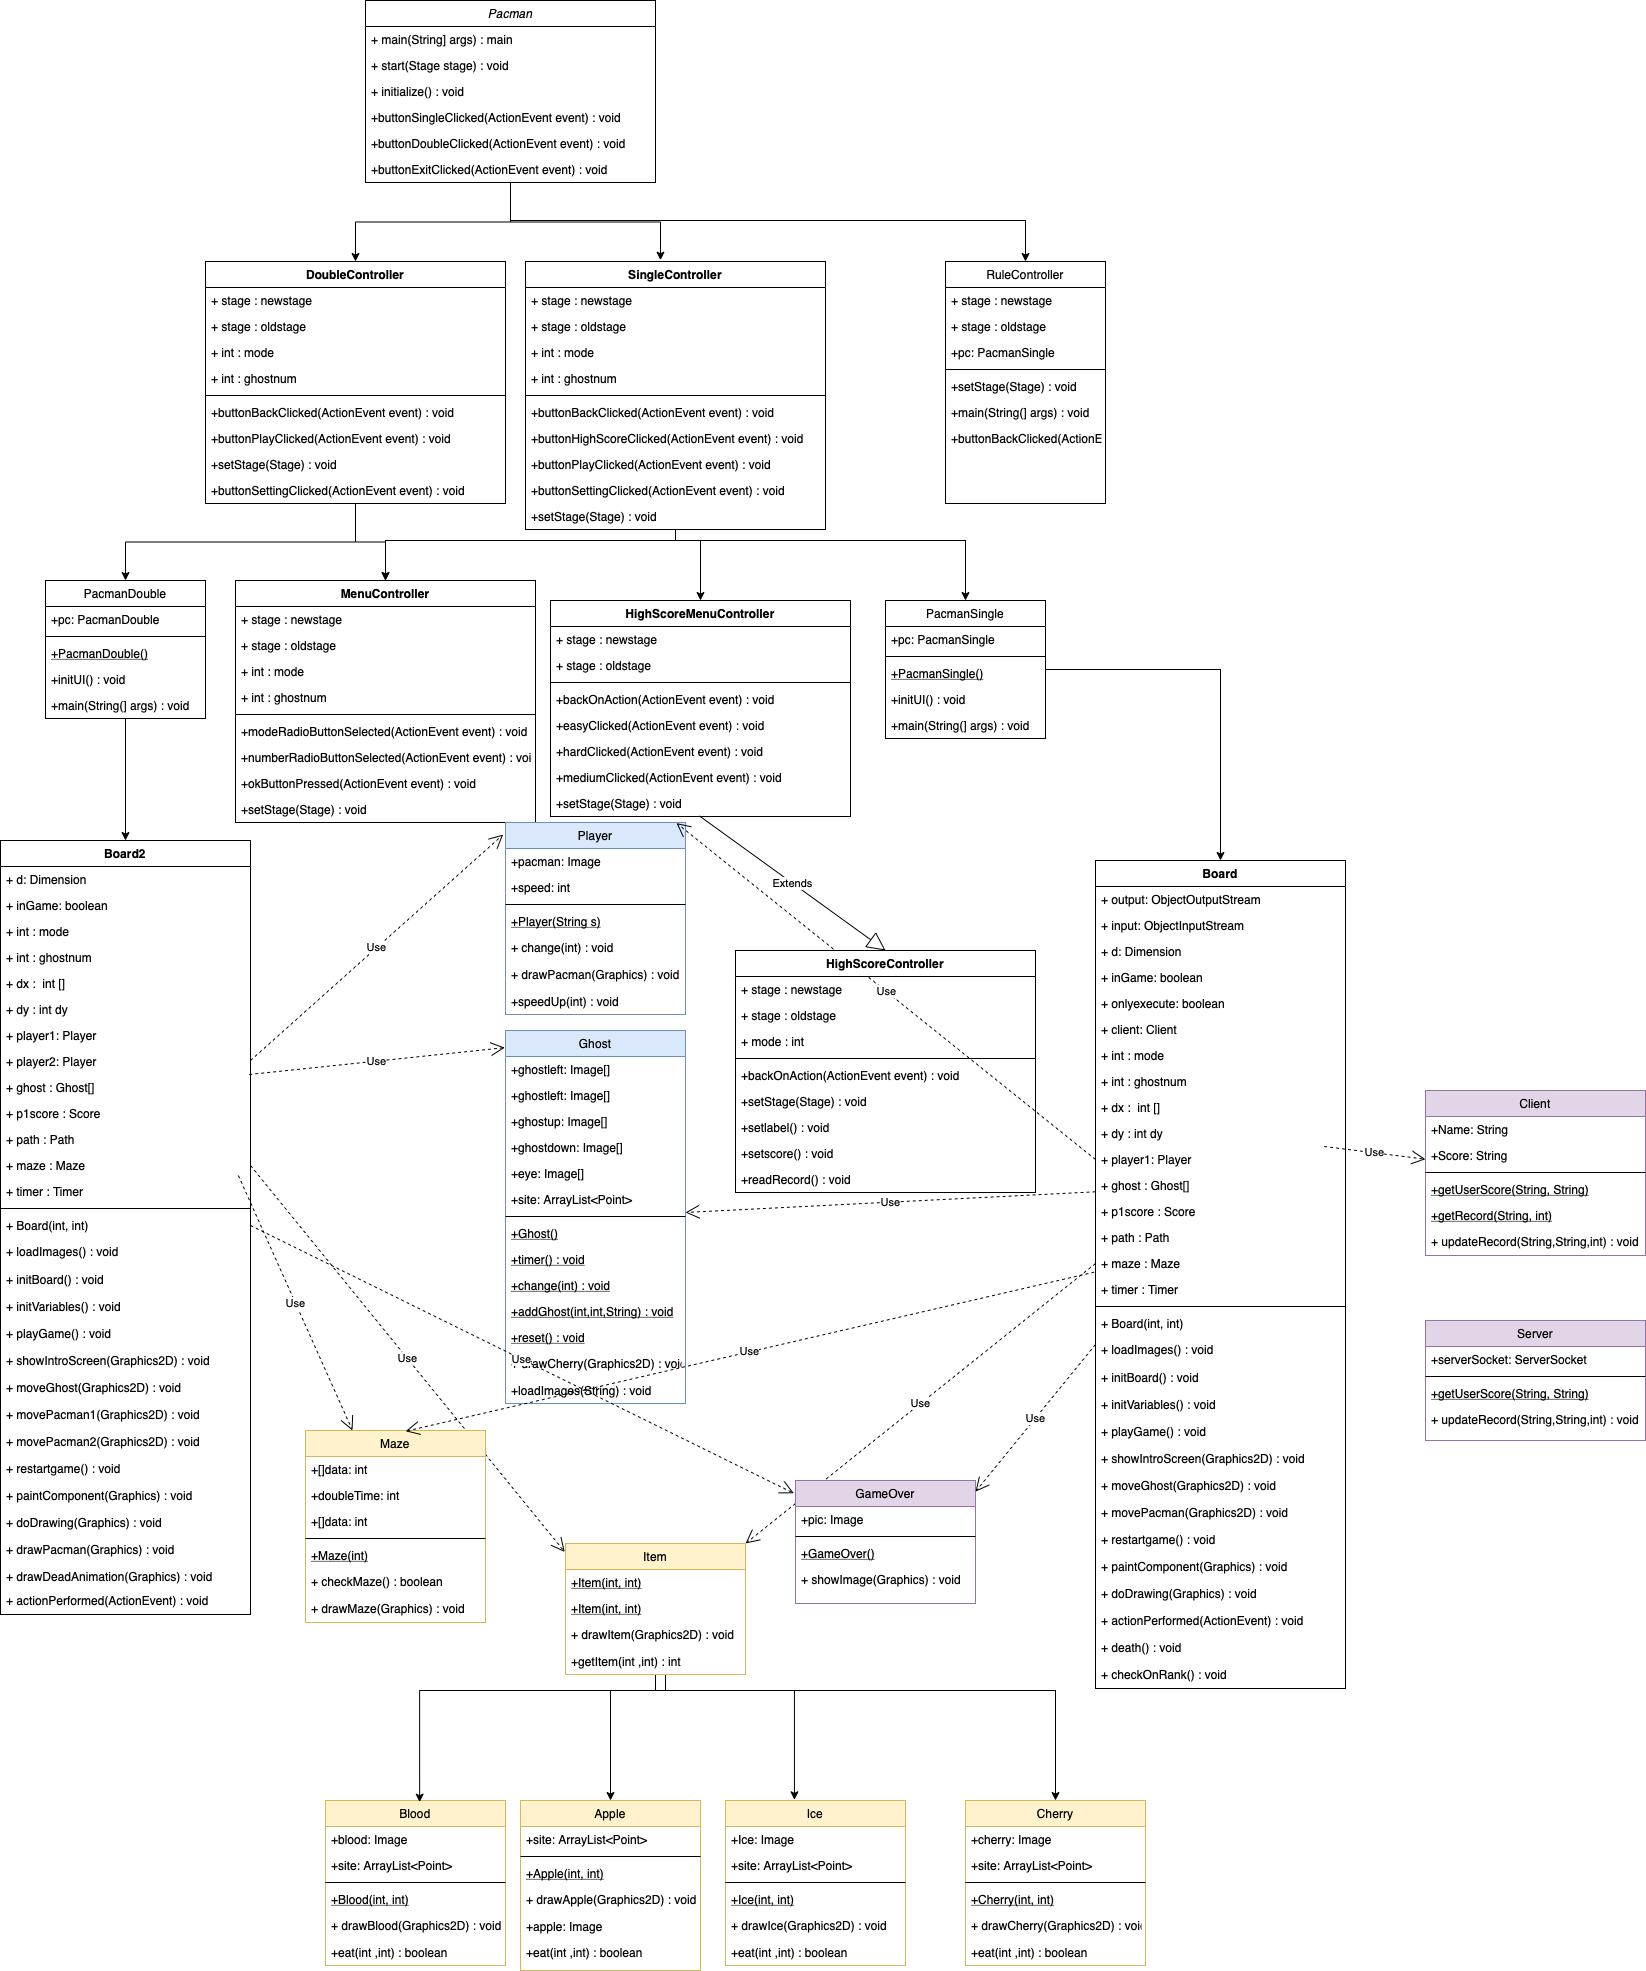 Pacman
+ main(String] args) : main
+ start(Stage stage) : void
+ initialize() : void
+buttonSingleClicked(ActionEvent event) : void
+buttonDoubleClicked(ActionEvent event) : void
+buttonExitClicked(ActionEvent event) : void
DoubleController
+ stage : newstage
+ stage : oldstage
+ int : mode
+ int : ghostnum
+buttonBackClicked(ActionEvent event) : void
+buttonPlayClicked(ActionEvent event) : void
+setStage(Stage) : void
+buttonSettingClicked(ActionEvent event) : void
SingleController
+ stage : newstage
+ stage : oldstage
+ int : mode
+ int : ghostnum
+buttonBackClicked(ActionEvent event) : void
+buttonHighScoreClicked(ActionEvent event) : void
+buttonPlayClicked(ActionEvent event) : void
+buttonSettingClicked(ActionEvent event) : void
+setStage(Stage) : void
RuleController
+ stage : newstage
+ stage : oldstage
+pc: PacmanSingle
+setStage(Stage) : void
+main(String[] args) : void
+buttonBackClicked(ActionE
PacmanDouble
+pc: PacmanDouble
+PacmanDouble()
+initUI() : void
+main(String[] args) : void
MenuController
+ stage : newstage
+ stage : oldstage
+ int : mode
+ int : ghostnum
+modeRadioButtonSelected(ActionEvent event) : void
+numberRadioButtonSelected(ActionEvent event) : voi
+okButtonPressed(ActionEvent event) : void
+setStage(Stage) : void
HighScoreMenuController
+ stage : newstage
+ stage : oldstage
+backOnAction(ActionEvent event) : void
+easyClicked(ActionEvent event) : void
+hardClicked(ActionEvent event) : void
+mediumClicked(ActionEvent event) : void
+setStage(Stage) : void
PacmanSingle
+pc: PacmanSingle
+PacmanSingle()
+initUI() : void
+main(String[] args) : void
Board2
+ d: Dimension
+ inGame: boolean
+ int : mode
+ int : ghostnum
+ dx :  int []
+ dy : int dy
+ player1: Player
+ player2: Player
+ ghost : Ghost[]
+ p1score : Score
+ path : Path
+ maze : Maze
+ timer : Timer
+ Board(int, int)
+ loadImages() : void
+ initBoard() : void
+ initVariables() : void
+ playGame() : void
+ showIntroScreen(Graphics2D) : void
+ moveGhost(Graphics2D) : void
+ movePacman1(Graphics2D) : void
+ movePacman2(Graphics2D) : void
+ restartgame() : void
+ paintComponent(Graphics) : void
+ doDrawing(Graphics) : void
+ drawPacman(Graphics) : void
+ drawDeadAnimation(Graphics) : void
+ actionPerformed(ActionEvent) : void
Use
Use
Use
Use
Use
Player
+pacman: Image
+speed: int
+Player(String s)
+ change(int) : void
+ drawPacman(Graphics) : void
+speedUp(int) : void
Extends
Ghost
+ghostleft: Image[]
+ghostleft: Image[]
+ghostup: Image[]
+ghostdown: Image[]
+eye: Image[]
+site: ArrayList<Point>
+Ghost()
+timer() : void
+change(int) : void
+addGhost(int,int,String) : void
+reset() : void
+loadImages(String) : void
HighScoreController
+ stage : newstage
+ stage : oldstage
+ mode : int
+backOnAction(ActionEvent event) : void
+setStage(Stage) : void
+setlabel() : void
+setscore() : void
+readRecord() : void
Use
Use
Use
Use
Use
Use
Board
+ output: ObjectOutputStream
+ input: ObjectInputStream
+ d: Dimension
+ inGame: boolean
+ onlyexecute: boolean
+ client: Client
+ int : mode
+ int : ghostnum
+ dx :  int []
+ dy : int dy
+ player1: Player
+ ghost : Ghost[]
+ p1score : Score
+ path : Path
+ maze : Maze
+ timer : Timer
+ Board(int, int)
+ loadImages() : void
+ initBoard() : void
+ initVariables() : void
+ playGame() : void
+ showIntroScreen(Graphics2D) : void
+ moveGhost(Graphics2D) : void
+ movePacman(Graphics2D) : void
+ restartgame() : void
+ paintComponent(Graphics) : void
+ doDrawing(Graphics) : void
+ actionPerformed(ActionEvent) : void
+ death() : void
+ checkOnRank() : void
Client
+Name: String
+Score: String
+getUserScore(String, String)
+getRecord(String, int)
+ updateRecord(String,String,int) : void
Server
+serverSocket: ServerSocket
+getUserScore(String, String)
+ updateRecord(String,String,int) : void
Maze
+[]data: int
+doubleTime: int
+[]data: int
+Maze(int)
+ checkMaze() : boolean
+ drawMaze(Graphics) : void
Item
+Item(int, int)
+Item(int, int)
+ drawItem(Graphics2D) : void
+getItem(int ,int) : int
GameOver
+pic: Image
+GameOver()
+ showImage(Graphics) : void
Blood
+blood: Image
+site: ArrayList<Point>
+Blood(int, int)
+ drawBlood(Graphics2D) : void
+eat(int ,int) : boolean
Apple
+site: ArrayList<Point>
+Apple(int, int)
+ drawApple(Graphics2D) : void
+apple: Image
+eat(int ,int) : boolean
Ice
+Ice: Image
+site: ArrayList<Point>
+Ice(int, int)
+ drawIce(Graphics2D) : void
+eat(int ,int) : boolean
Cherry
+cherry: Image
+site: ArrayList<Point>
+Cherry(int, int)
+ drawCherry(Graphics2D) : voi
+eat(int ,int) : boolean